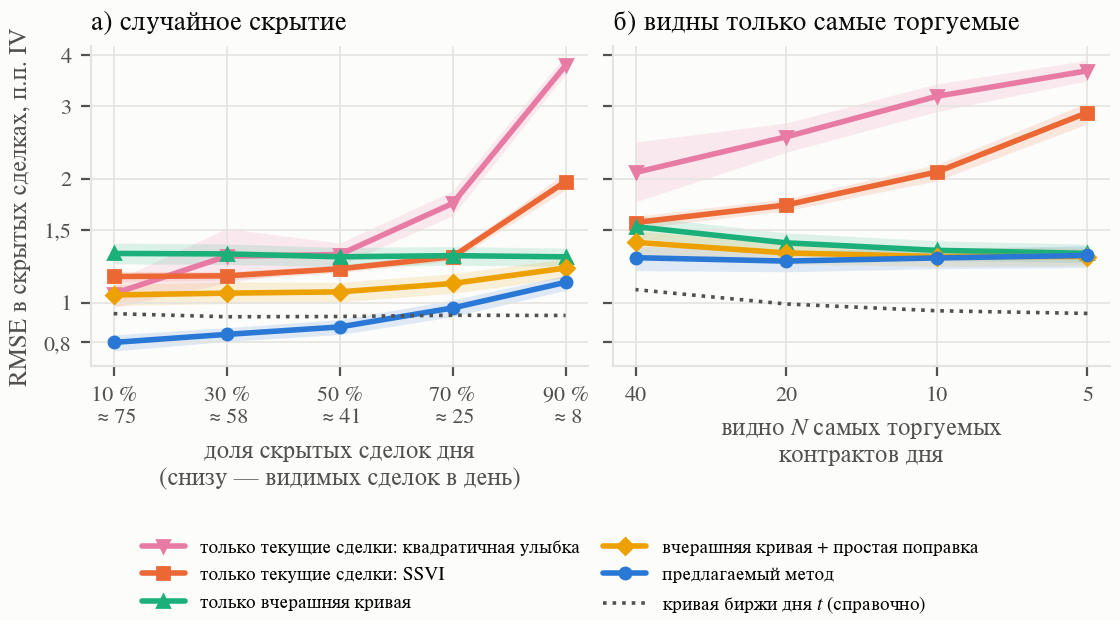 а) случайное скрытие
б) видны только самые торгуемые
RMSE в скрытых сделках, п.п. IV
4
3
2
1,5
1
0,8
10 %
30 %
50 %
70 %
90 %
≈ 75
≈ 58
≈ 41
≈ 25
≈ 8
доля скрытых сделок дня
(снизу — видимых сделок в день)
40
20
10
5
видно N самых торгуемых
контрактов дня
только текущие сделки: квадратичная улыбка
только текущие сделки: SSVI
только вчерашняя кривая
вчерашняя кривая + простая поправка
предлагаемый метод
кривая биржи дня t (справочно)